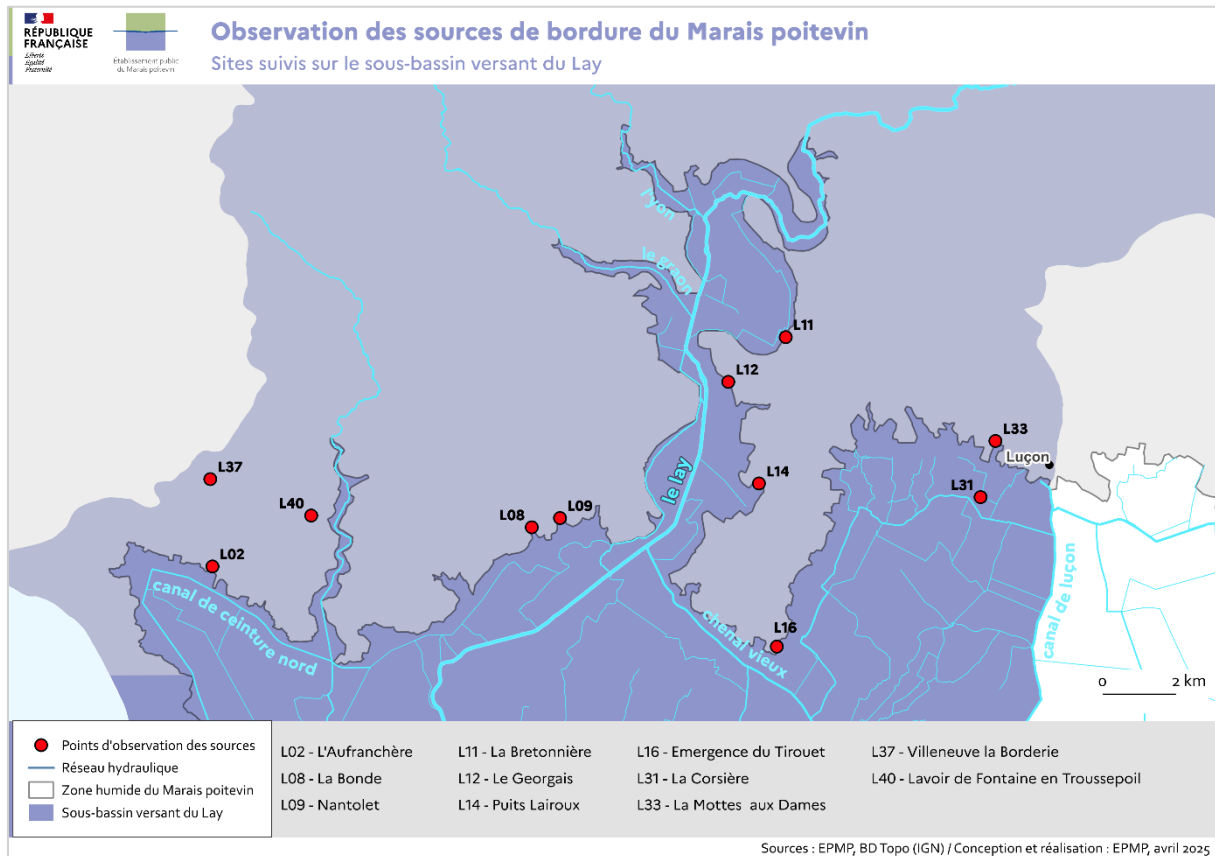 RÉPUBLIQUE
FRANÇAISE
Liberté
Égalité
Fraternité
Établissement public
du Marais poitevin
Observation des sources de bordure du Marais poitevin
Sites suivis sur le sous-bassin versant du Lay
l'yon
le graon
L11
L12
L33
Luçon
L37
L14
L31
le lay
L40
L09
L08
L02
canal de ceinture nord
chenal vieux
L16
canal de luçon
0 2 km
Points d'observation des sources
Réseau hydraulique
Zone humide du Marais poitevin
Sous-bassin versant du Lay
L02 - L'Aufranchère
L08 - La Bonde
L09 - Nantolet
L11 - La Bretonnière
L12 - Le Georgais
L14 - Puits Lairoux
L16 - Emergence du Tirouet
L31 - La Corsière
L33 - La Mottes aux Dames
L37 - Villeneuve la Borderie
L40 - Lavoir de Fontaine en Troussepoil
Sources : EPMP, BD Topo (IGN) / Conception et réalisation : EPMP, avril 2025